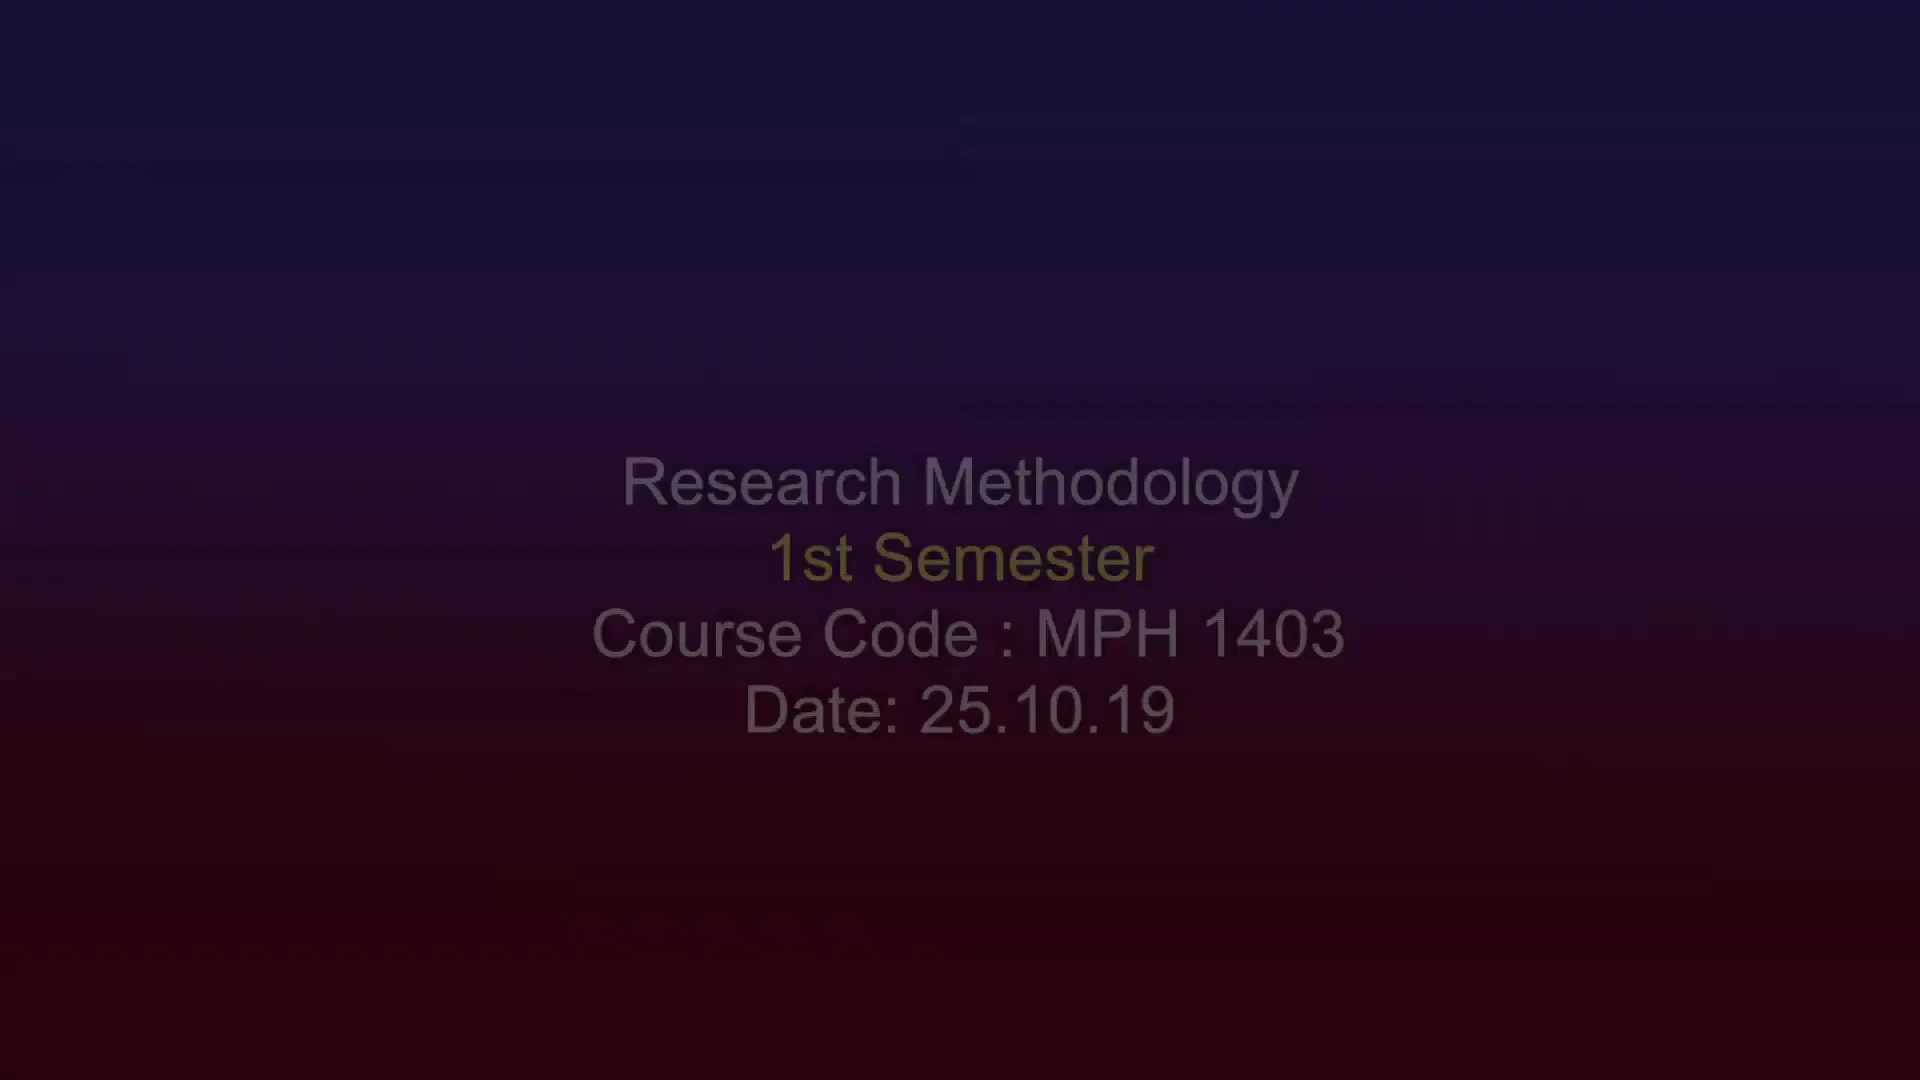 Research Methodology
1st Semester
Course Code : MPH 1403
Date: 25.10.19